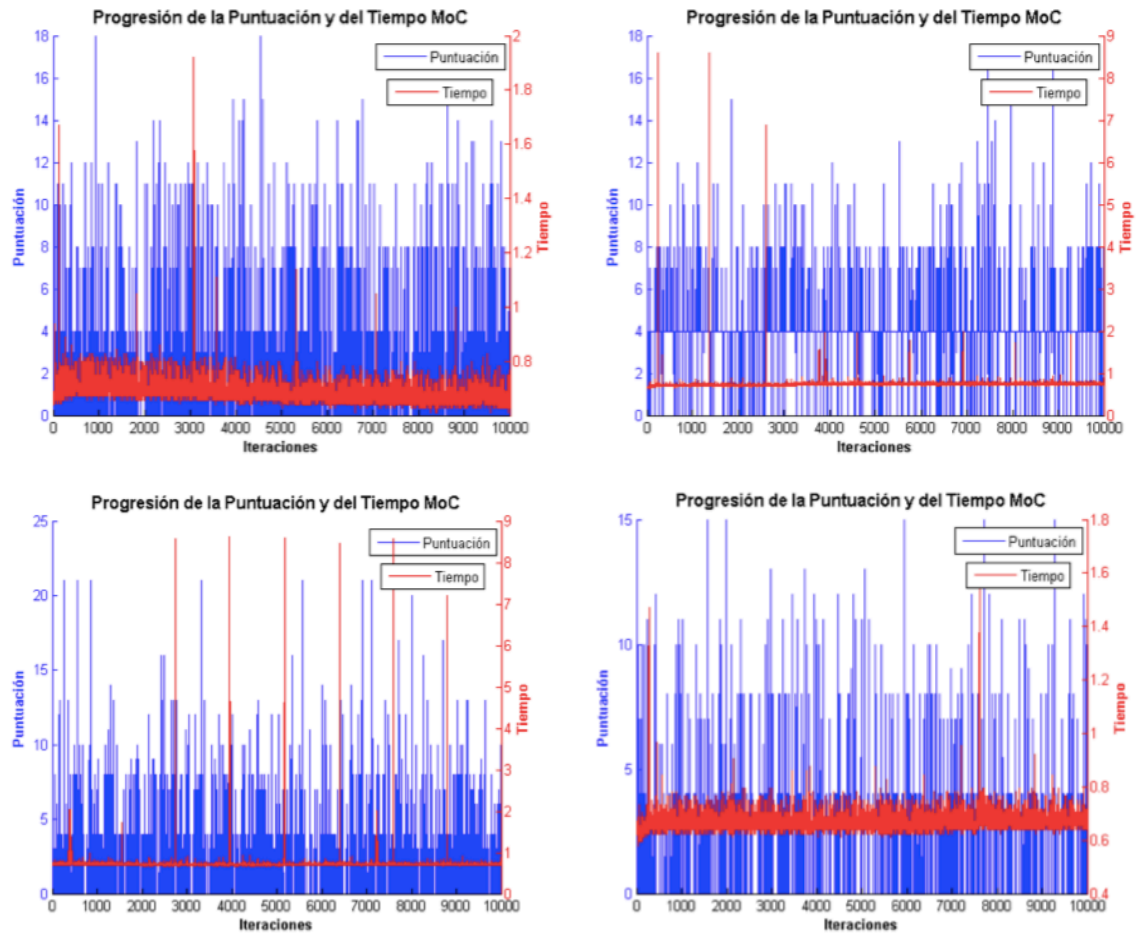 Progresión de la Puntuación y del Tiempo MoC
Puntuación
Tiempo
18
16
14
12
10
8
6
4
2
0
Puntuación
2
1.8
1.6
1.4
1.2
1
0.8
Tiempo
0 1000 2000 3000 4000 5000 6000 7000 8000 9000 10000
Iteraciones
Progresión de la Puntuación y del Tiempo MoC
Puntuación
Tiempo
18
16
14
12
10
8
6
4
2
0
Puntuación
9
8
7
6
5
4
3
2
1
0
Tiempo
0 1000 2000 3000 4000 5000 6000 7000 8000 9000 10000
Iteraciones
Progresión de la Puntuación y del Tiempo MoC
Puntuación
Tiempo
25
20
15
10
5
0
Puntuación
9
8
7
6
5
4
3
2
1
0
Tiempo
0 1000 2000 3000 4000 5000 6000 7000 8000 9000 10000
Iteraciones
Progresión de la Puntuación y del Tiempo MoC
Puntuación
Tiempo
15
10
5
0
Puntuación
1.8
1.6
1.4
1.2
1
0.8
0.6
0.4
Tiempo
0 1000 2000 3000 4000 5000 6000 7000 8000 9000 10000
Iteraciones